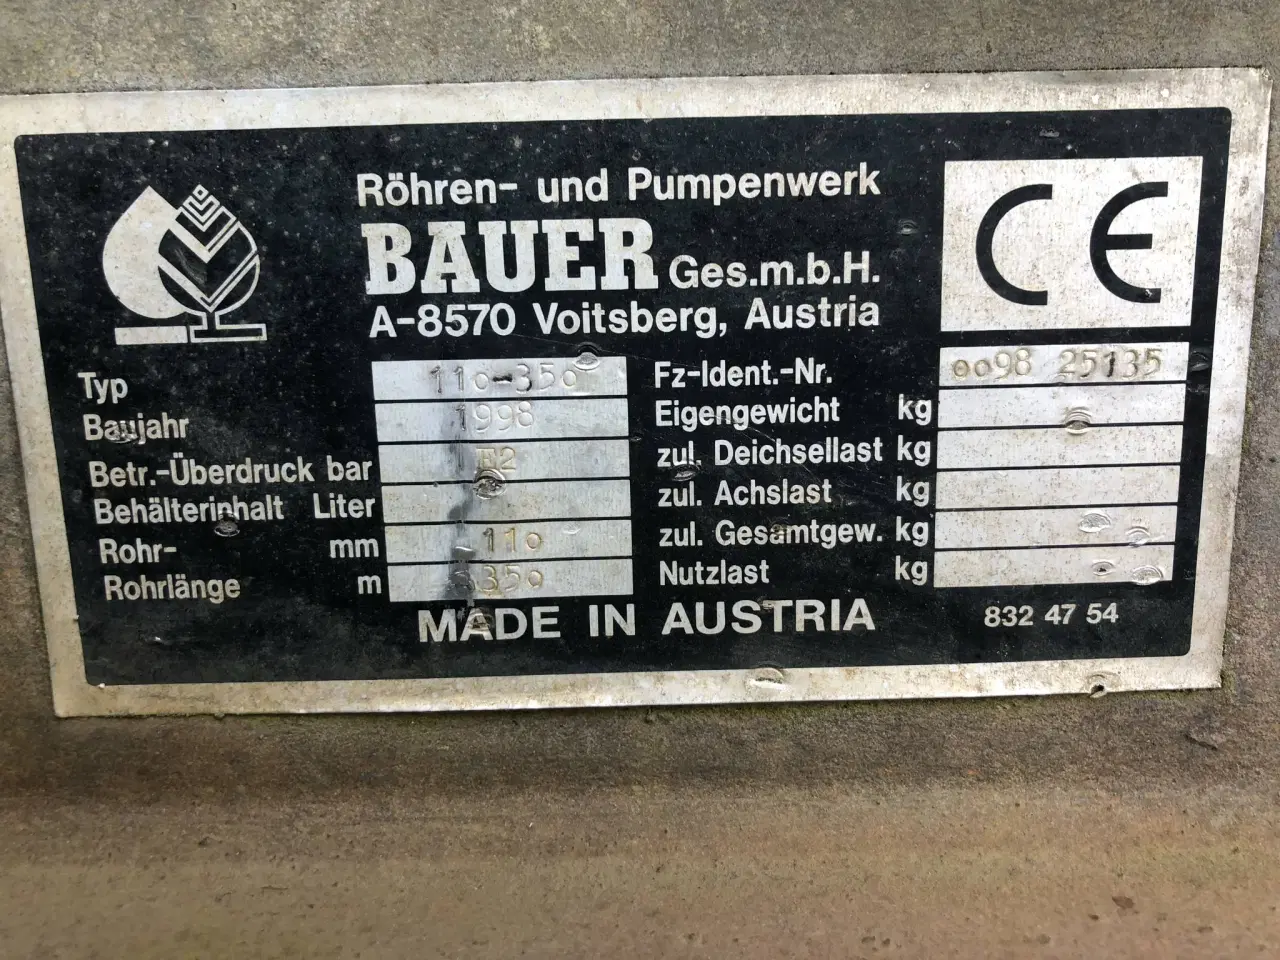 Röhren- und Pumpenwerk
BAUER Ges.m.b.H.
A-8570 Voitsberg, Austria
CE
Typ 110-350
Baujahr 1998
Betr.-Überdruck bar
Behälterinhalt Liter
Rohr- mm 110
Rohrlänge m 350
Fz-Ident.-Nr. 0098 25135
Eigengewicht kg
zul. Deichsellast kg
zul. Achslast kg
zul. Gesamtgew. kg
Nutzlast kg
MADE IN AUSTRIA
832 47 54